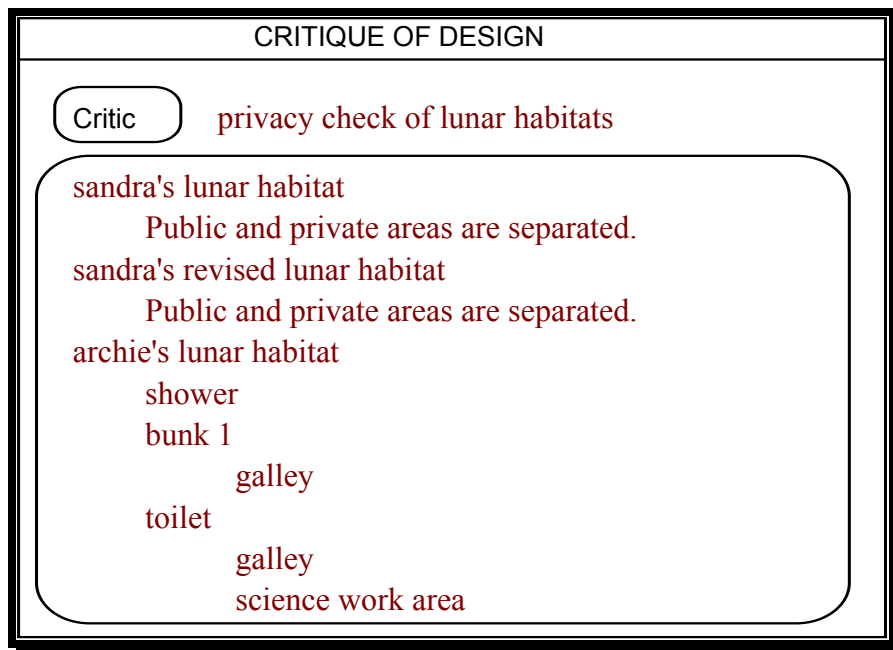 CRITIQUE OF DESIGN
Critic privacy check of lunar habitats
sandra's lunar habitat
Public and private areas are separated.
sandra's revised lunar habitat
Public and private areas are separated.
archie's lunar habitat
shower
bunk 1
galley
toilet
galley
science work area